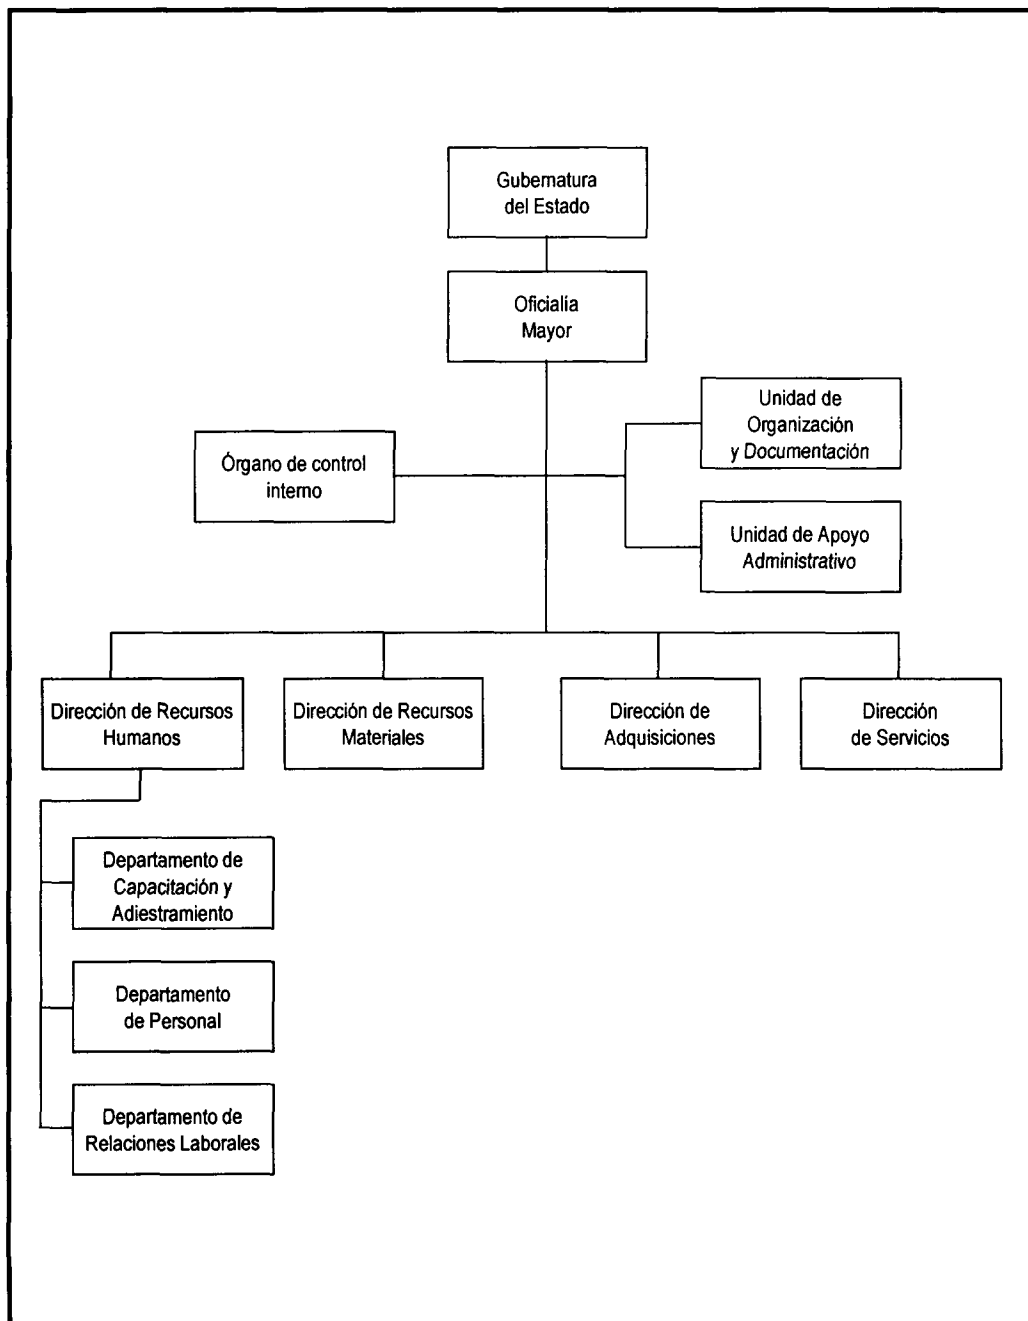 Gubernatura
del Estado
Oficialia
Mayor
Unidad de
Organización
y Documentación
Órgano de control
interno
Unidad de Apoyo
Administrativo
Dirección de Recursos
Humanos
Dirección de Recursos
Materiales
Dirección de
Adquisiciones
Dirección
de Servicios
Departamento de
Capacitación y
Adiestramiento
Departamento
de Personal
Departamento de
Relaciones Laborales